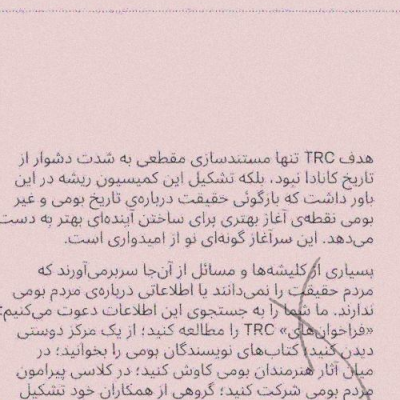 هدف TRC تنها مستندسازی مقطعی به شدت دشوار از
تاریخ کانادا نبود، بلکه تشکیل این کمیسیون ریشه در این
باور داشت که بازگوئی حقیقت درباره‌ی تاریخ بومی و غیر
بومی نقطه‌ی آغاز بهتری برای ساختن آینده‌ای بهتر به دست
می‌دهد. این سرآغاز گونه‌ای نو از امیدواری است.
بسیاری از کلیشه‌ها و مسائل از آن‌جا سربرمی‌آورند که
مردم حقیقت را نمی‌دانند یا اطلاعاتی درباره‌ی مردم بومی
ندارند. ما شما را به جستجوی این اطلاعات دعوت می‌کنیم:
«فراخوان‌های» TRC را مطالعه کنید؛ از یک مرکز دوستی
دیدن کنید؛ کتاب‌های نویسندگان بومی را بخوانید؛ در
میان آثار هنرمندان بومی کاوش کنید؛ در کلاسی پیرامون
مردم بومی شرکت کنید؛ گروهی از همکاران خود تشکیل